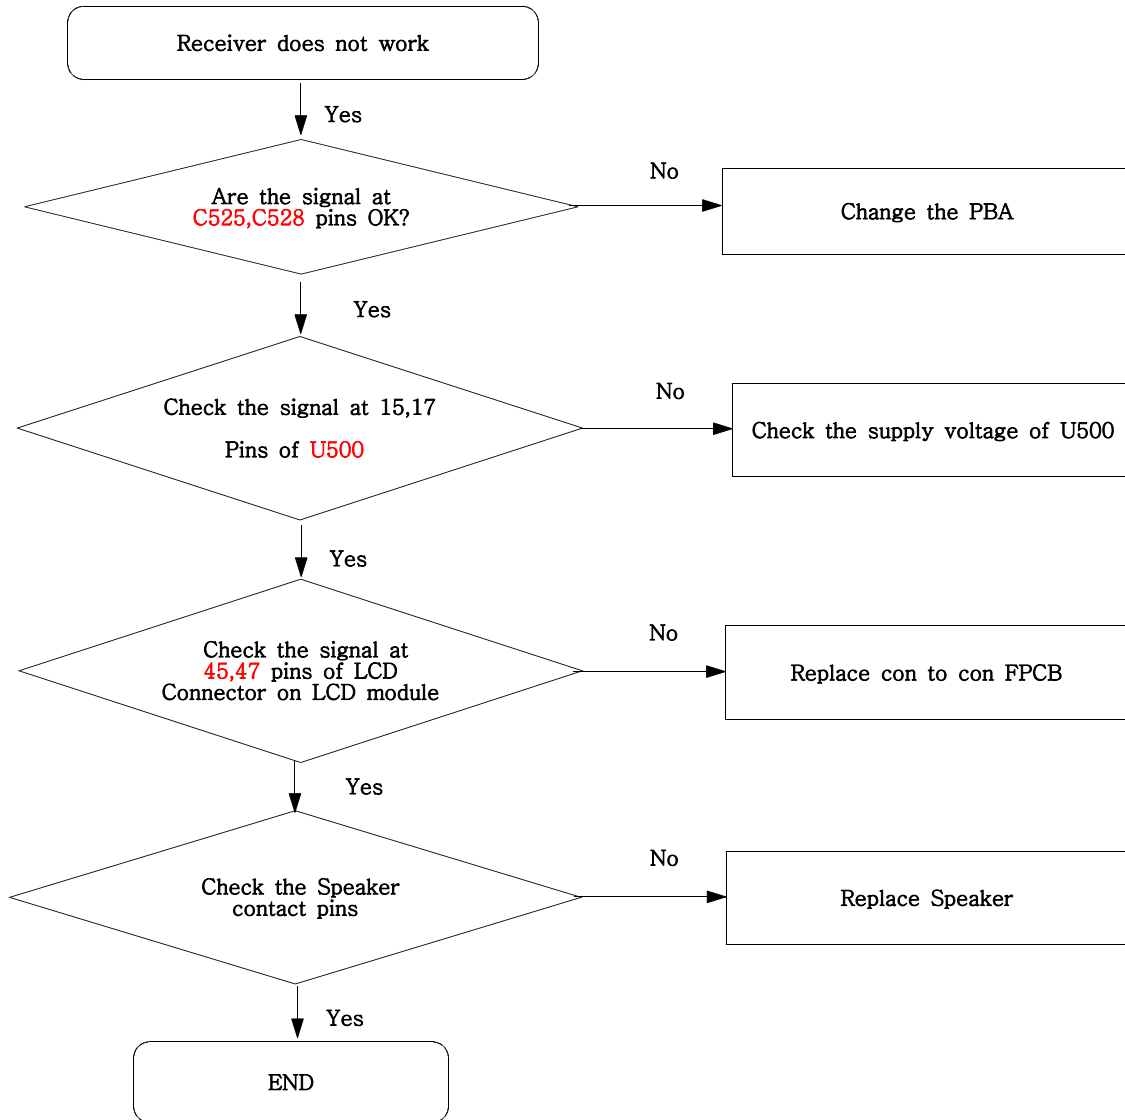 Receiver does not work
Yes
Are the signal at
C525,C528 pins OK?
No
Change the PBA
Yes
Check the signal at 15,17
Pins of U500
No
Check the supply voltage of U500
Yes
Check the signal at
45,47 pins of LCD
Connector on LCD module
No
Replace con to con FPCB
Yes
Check the Speaker
contact pins
No
Replace Speaker
Yes
END